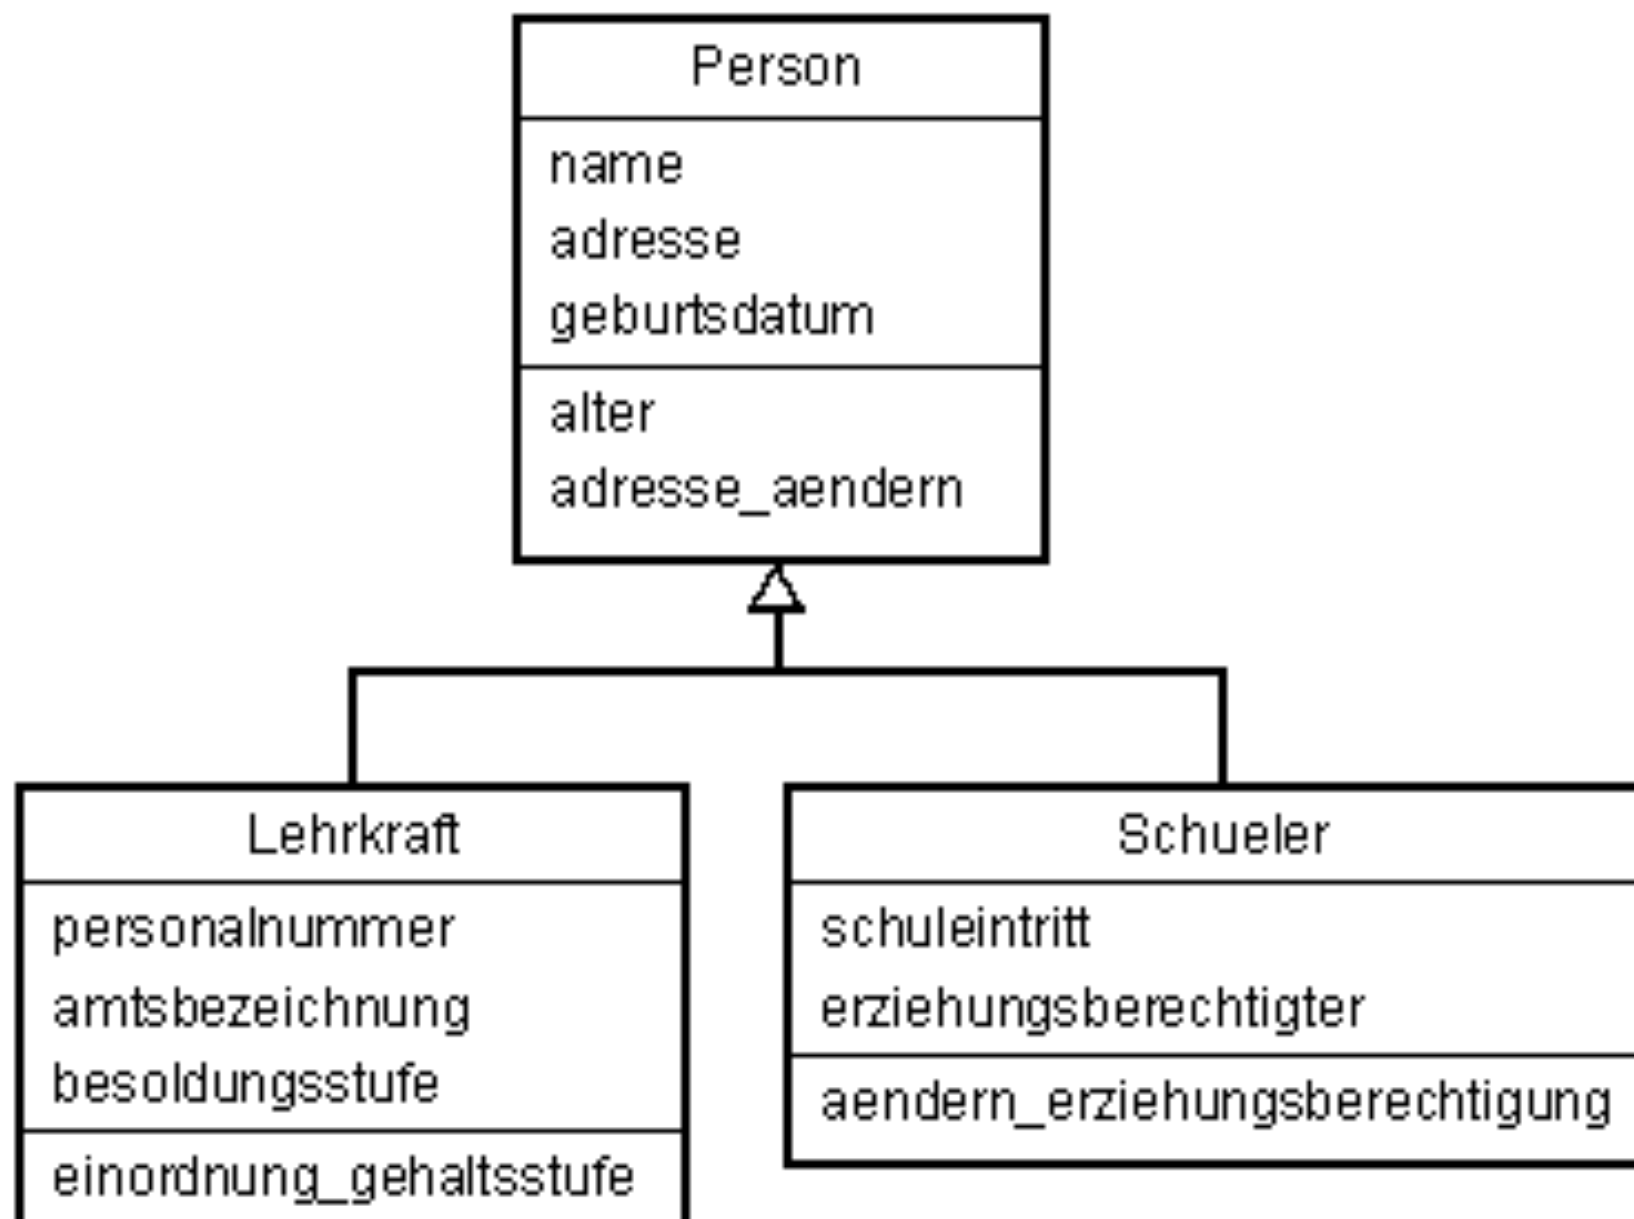 Person
name
adresse
geburtsdatum
alter
adresse_aendern
Lehrkraft
personalnummer
amtsbezeichnung
besoldungsstufe
einordnung_gehaltsstufe
Schueler
schuleintritt
erziehungsberechtigter
aendern_erziehungsberechtigung